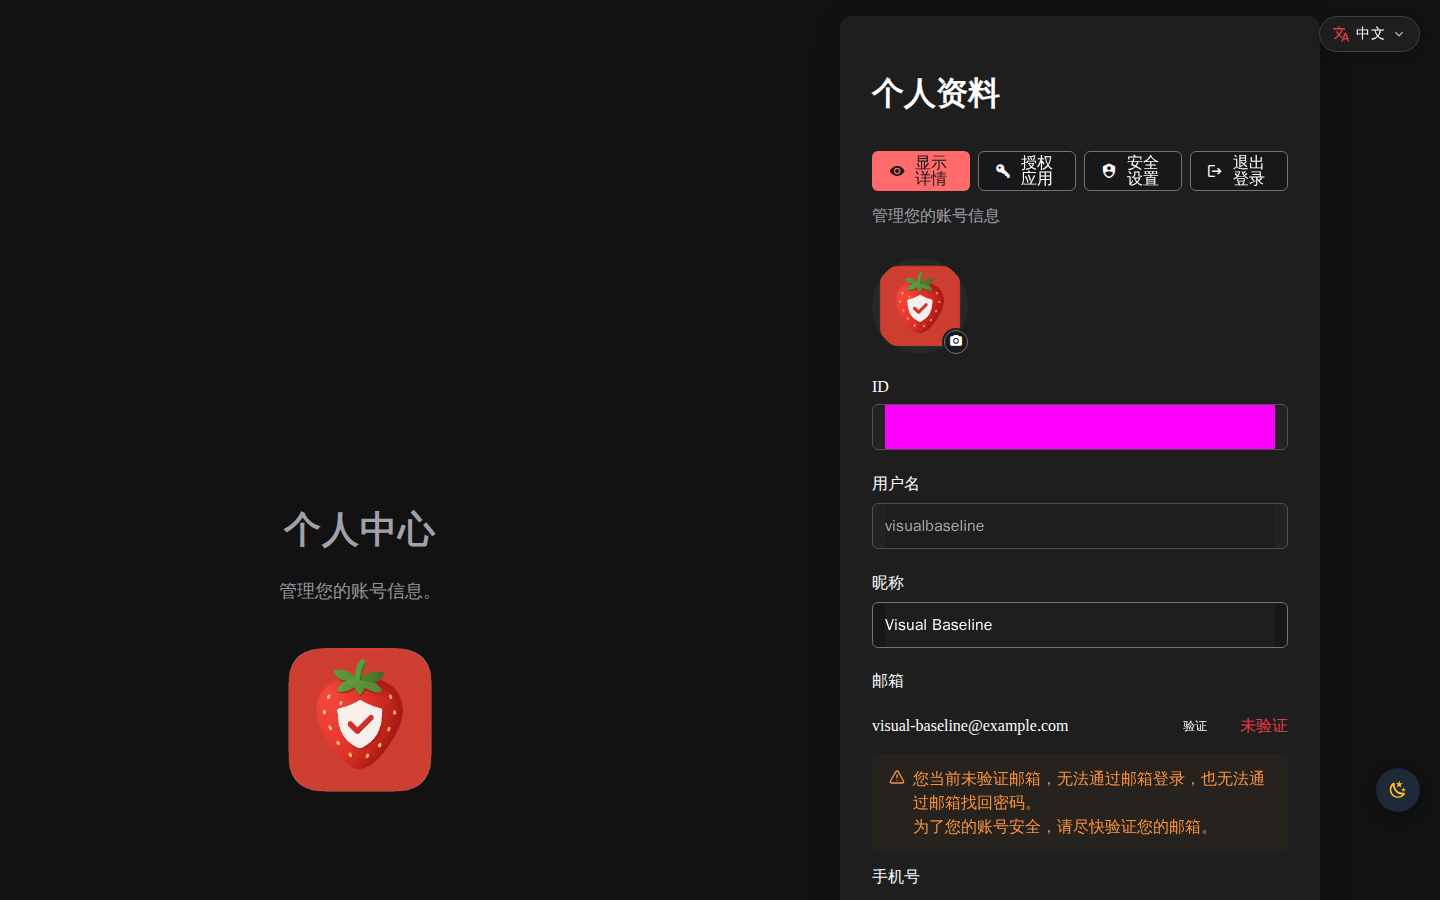 中文
个人资料
显示
详情
授权
应用
安全
设置
退出
登录
管理您的账号信息
ID
用户名
visualbaseline
昵称
Visual Baseline
邮箱
visual-baseline@example.com 验证 未验证
您当前未验证邮箱，无法通过邮箱登录，也无法通
过邮箱找回密码。
为了您的账号安全，请尽快验证您的邮箱。
手机号
个人中心
管理您的账号信息。